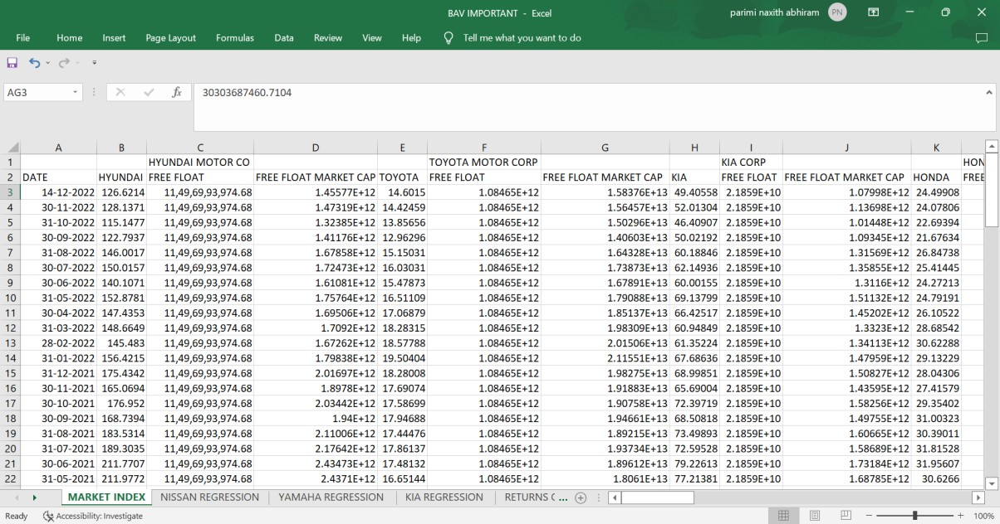 BAV IMPORTANT - Excel
parimi naxith abhiram PN
File Home Insert Page Layout Formulas Data Review View Help Tell me what you want to do
AG3 fx 30303687460.7104
A B C D E F G H I J K
1 HYUNDAI MOTOR CO TOYOTA MOTOR CORP KIA CORP HON
2 DATE HYUNDAI FREE FLOAT FREE FLOAT MARKET CAP TOYOTA FREE FLOAT FREE FLOAT MARKET CAP KIA FREE FLOAT FREE FLOAT MARKET CAP HONDA FREE
3 14-12-2022 126.6214 11,49,69,93,974.68 1.45577E+12 14.6015 1.08465E+12 1.58376E+13 49.40558 2.1859E+10 1.07998E+12 24.49908
4 30-11-2022 128.1371 11,49,69,93,974.68 1.47319E+12 14.42459 1.08465E+12 1.56457E+13 52.01304 2.1859E+10 1.13698E+12 24.07806
5 31-10-2022 115.1477 11,49,69,93,974.68 1.32385E+12 13.85656 1.08465E+12 1.50296E+13 46.40907 2.1859E+10 1.01448E+12 22.69394
6 30-09-2022 122.7937 11,49,69,93,974.68 1.41176E+12 12.96296 1.08465E+12 1.40603E+13 50.02192 2.1859E+10 1.09345E+12 21.67634
7 31-08-2022 146.0017 11,49,69,93,974.68 1.67858E+12 15.15031 1.08465E+12 1.64328E+13 60.18846 2.1859E+10 1.31569E+12 26.84738
8 30-07-2022 150.0157 11,49,69,93,974.68 1.72473E+12 16.03031 1.08465E+12 1.73873E+13 62.14936 2.1859E+10 1.35855E+12 25.41445
9 30-06-2022 140.1071 11,49,69,93,974.68 1.61081E+12 15.47873 1.08465E+12 1.67891E+13 60.00155 2.1859E+10 1.3116E+12 24.27213
10 31-05-2022 152.8781 11,49,69,93,974.68 1.75764E+12 16.51109 1.08465E+12 1.79088E+13 69.13799 2.1859E+10 1.51132E+12 24.79191
11 30-04-2022 147.4353 11,49,69,93,974.68 1.69506E+12 17.06879 1.08465E+12 1.85137E+13 66.42517 2.1859E+10 1.45202E+12 26.10522
12 31-03-2022 148.6649 11,49,69,93,974.68 1.7092E+12 18.28315 1.08465E+12 1.98309E+13 60.94849 2.1859E+10 1.3323E+12 28.68542
13 28-02-2022 145.483 11,49,69,93,974.68 1.67262E+12 18.57788 1.08465E+12 2.01506E+13 61.35224 2.1859E+10 1.34113E+12 30.62288
14 31-01-2022 156.4215 11,49,69,93,974.68 1.79838E+12 19.50404 1.08465E+12 2.11551E+13 67.68636 2.1859E+10 1.47959E+12 29.13229
15 31-12-2021 175.4342 11,49,69,93,974.68 2.01697E+12 18.28008 1.08465E+12 1.98275E+13 68.99851 2.1859E+10 1.50827E+12 28.04306
16 30-11-2021 165.0694 11,49,69,93,974.68 1.8978E+12 17.69074 1.08465E+12 1.91883E+13 65.69004 2.1859E+10 1.43595E+12 27.41579
17 30-10-2021 176.952 11,49,69,93,974.68 2.03442E+12 17.58699 1.08465E+12 1.90758E+13 72.39719 2.1859E+10 1.58256E+12 29.35402
18 30-09-2021 168.7394 11,49,69,93,974.68 1.94E+12 17.94688 1.08465E+12 1.94661E+13 68.50818 2.1859E+10 1.49755E+12 31.00323
19 31-08-2021 183.5314 11,49,69,93,974.68 2.11006E+12 17.44476 1.08465E+12 1.89215E+13 73.49893 2.1859E+10 1.60665E+12 30.39011
20 31-07-2021 189.3035 11,49,69,93,974.68 2.17642E+12 17.86137 1.08465E+12 1.93734E+13 72.59528 2.1859E+10 1.58689E+12 31.81528
21 30-06-2021 211.7707 11,49,69,93,974.68 2.43473E+12 17.48132 1.08465E+12 1.89612E+13 79.22613 2.1859E+10 1.73184E+12 31.95607
22 31-05-2021 211.9772 11,49,69,93,974.68 2.4371E+12 16.65144 1.08465E+12 1.8061E+13 77.21381 2.1859E+10 1.68785E+12 30.6266
MARKET INDEX NISSAN REGRESSION YAMAHA REGRESSION KIA REGRESSION RETURNS ( ...
Ready Accessibility: Investigate 100%